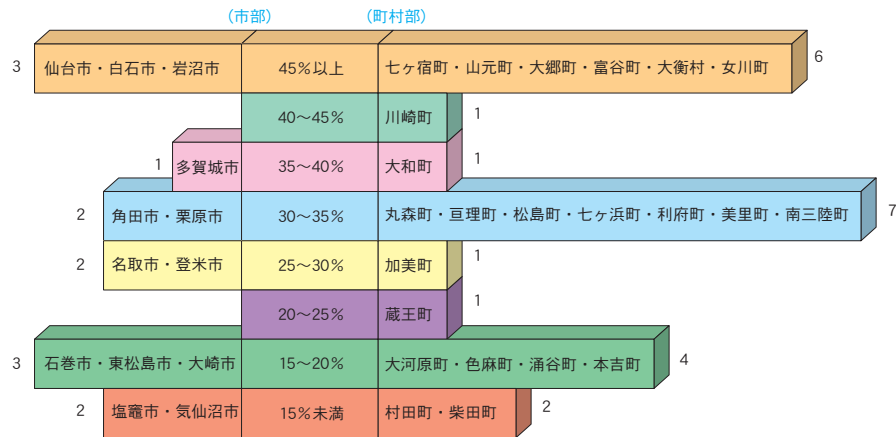 （市部） （町村部）
3 仙台市・白石市・岩沼市 45％以上 七ヶ宿町・山元町・大郷町・富谷町・大衡村・女川町 6
40〜45％ 川崎町 1
1 多賀城市 35〜40％ 大和町 1
2 角田市・栗原市 30〜35％ 丸森町・亘理町・松島町・七ヶ浜町・利府町・美里町・南三陸町 7
2 名取市・登米市 25〜30％ 加美町 1
20〜25％ 蔵王町 1
3 石巻市・東松島市・大崎市 15〜20％ 大河原町・色麻町・涌谷町・本吉町 4
2 塩竈市・気仙沼市 15％未満 村田町・柴田町 2